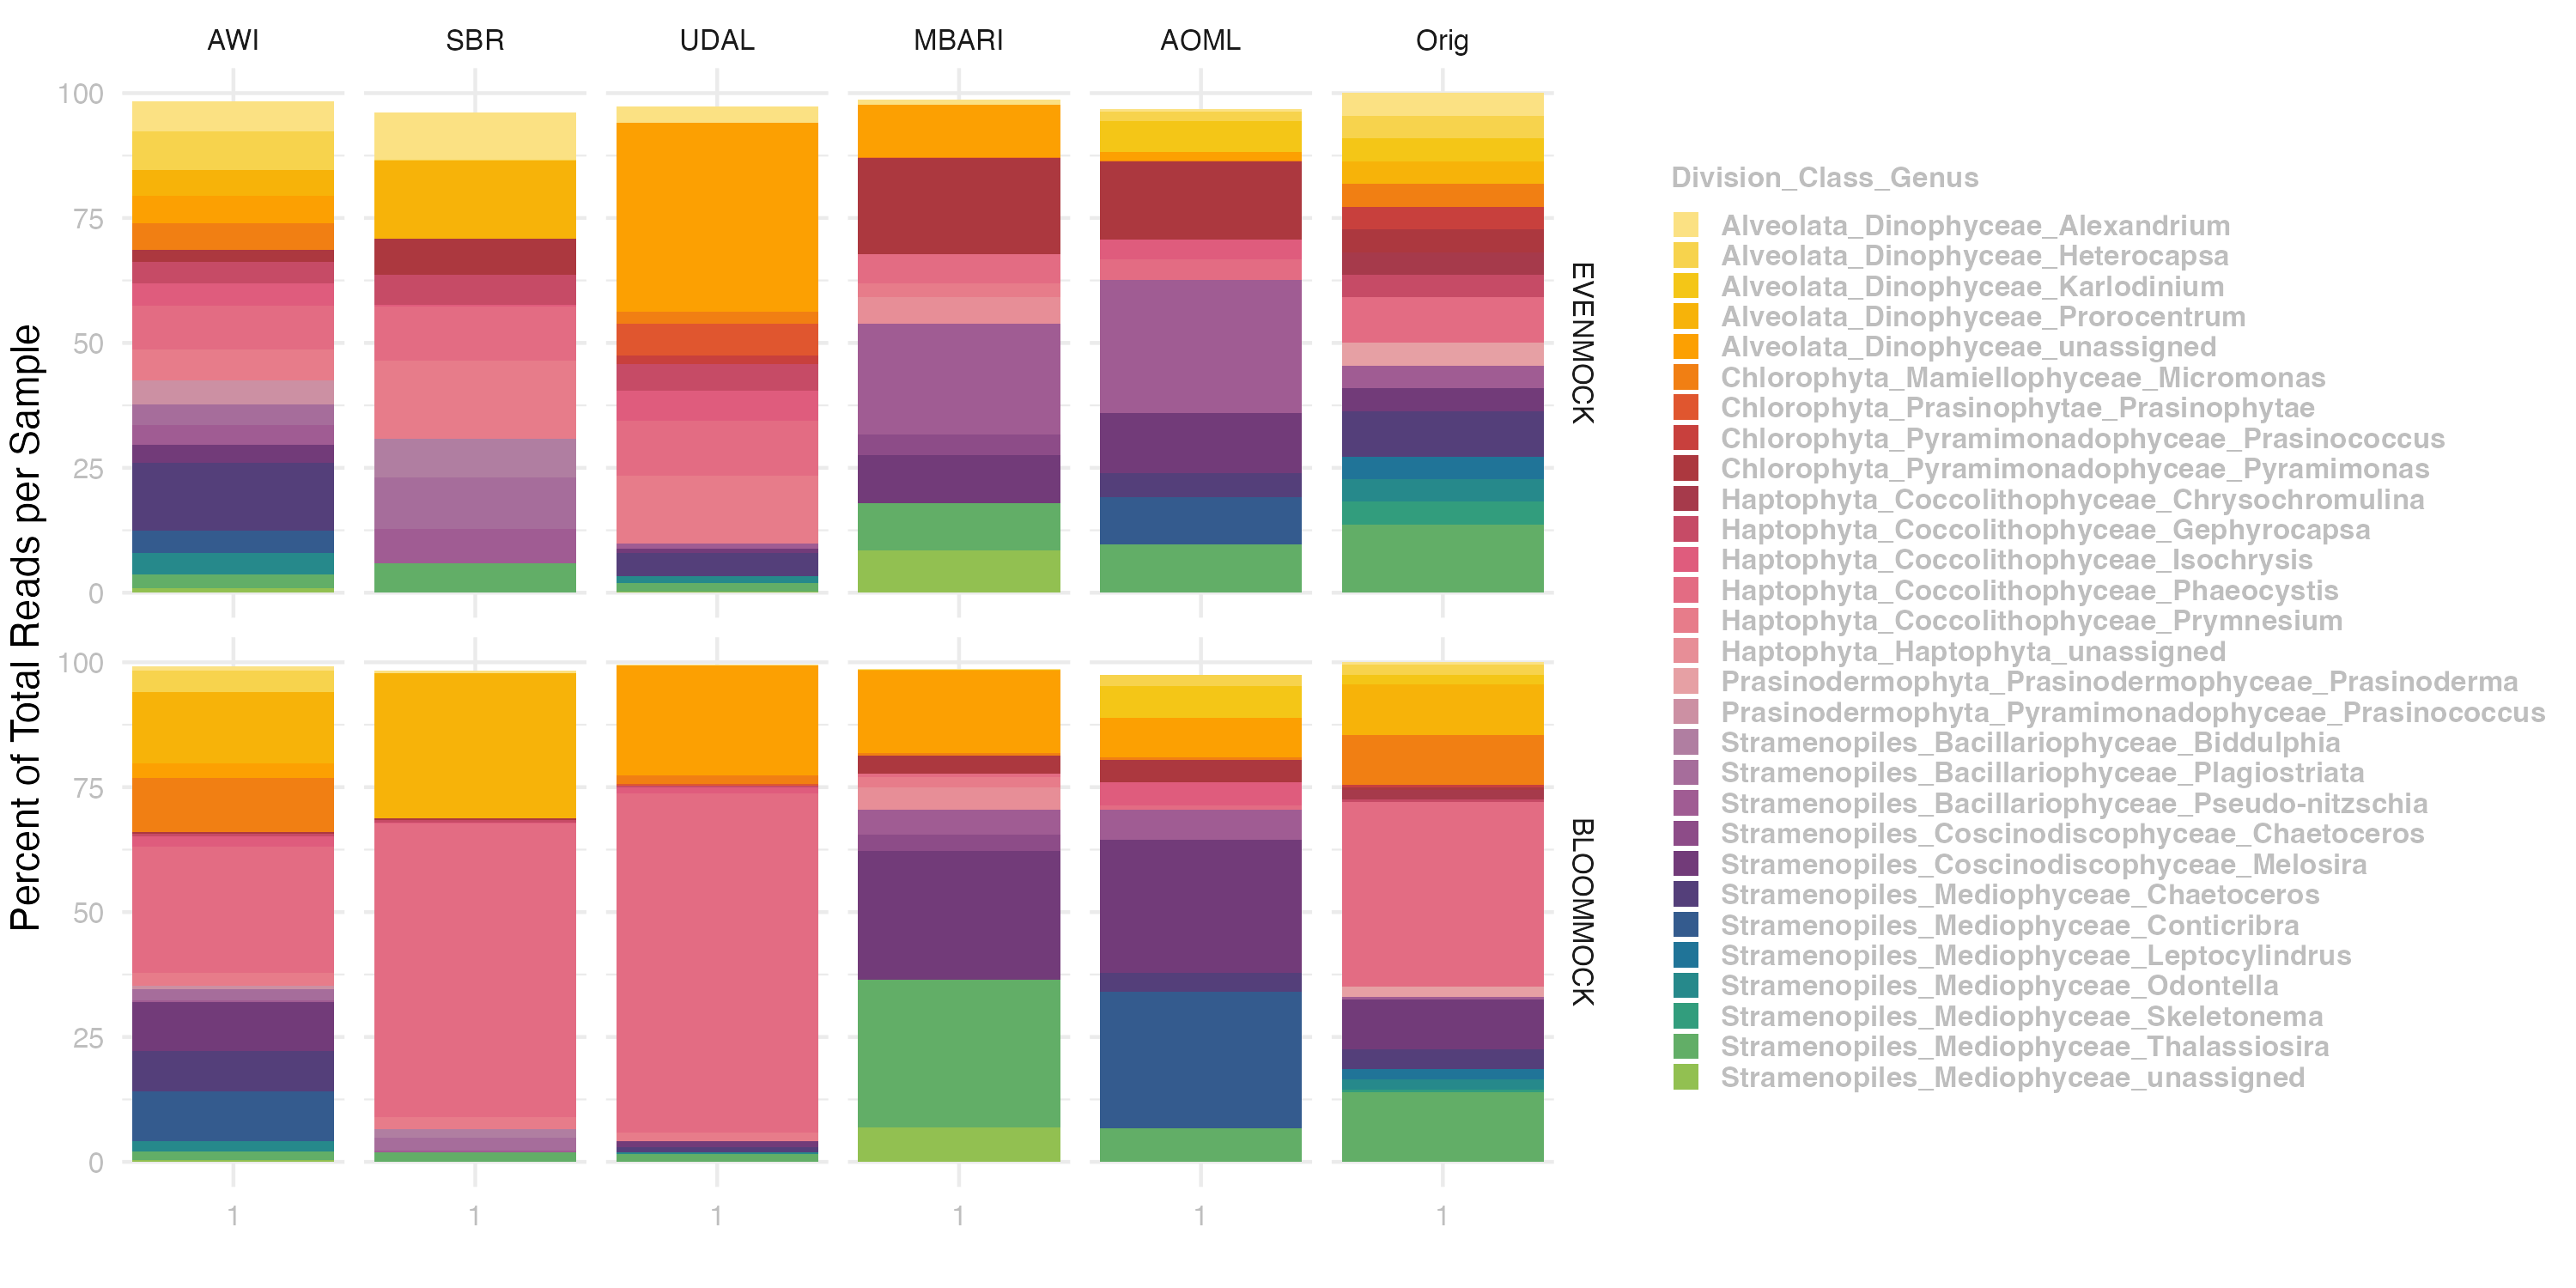 AWI SBR UDAL MBARI AOML Orig
Percent of Total Reads per Sample
100
75
50
25
0
EVENMOCK
100
75
50
25
0
BLOOMMOCK
1 1 1 1 1 1
Division_Class_Genus
Alveolata_Dinophyceae_Alexandrium
Alveolata_Dinophyceae_Heterocapsa
Alveolata_Dinophyceae_Karlodinium
Alveolata_Dinophyceae_Prorocentrum
Alveolata_Dinophyceae_unassigned
Chlorophyta_Mamiellophyceae_Micromonas
Chlorophyta_Prasinophytae_Prasinophytae
Chlorophyta_Pyramimonadophyceae_Prasinococcus
Chlorophyta_Pyramimonadophyceae_Pyramimonas
Haptophyta_Coccolithophyceae_Chrysochromulina
Haptophyta_Coccolithophyceae_Gephyrocapsa
Haptophyta_Coccolithophyceae_Isochrysis
Haptophyta_Coccolithophyceae_Phaeocystis
Haptophyta_Coccolithophyceae_Prymnesium
Haptophyta_Haptophyta_unassigned
Prasinodermophyta_Prasinodermophyceae_Prasinoderma
Prasinodermophyta_Pyramimonadophyceae_Prasinococcus
Stramenopiles_Bacillariophyceae_Biddulphia
Stramenopiles_Bacillariophyceae_Plagiostriata
Stramenopiles_Bacillariophyceae_Pseudo-nitzschia
Stramenopiles_Coscinodiscophyceae_Chaetoceros
Stramenopiles_Coscinodiscophyceae_Melosira
Stramenopiles_Mediophyceae_Chaetoceros
Stramenopiles_Mediophyceae_Conticribra
Stramenopiles_Mediophyceae_Leptocylindrus
Stramenopiles_Mediophyceae_Odontella
Stramenopiles_Mediophyceae_Skeletonema
Stramenopiles_Mediophyceae_Thalassiosira
Stramenopiles_Mediophyceae_unassigned